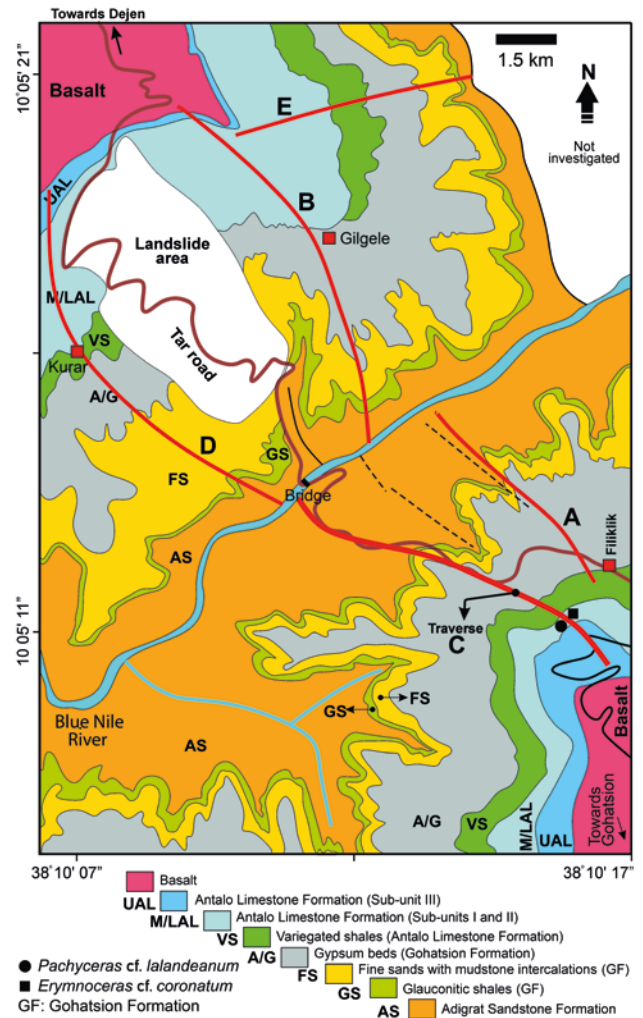 Towards Dejen
10 05' 21"
1.5 km
N
Not
investigated
Basalt
E
B
UAL
Gilgele
Landslide
area
M/LAL
VS
Tar road
Kurar
A/G
D
GS
FS
Bridge
A
Filiklik
AS
10 05' 11"
Traverse
C
FS
GS
Blue Nile
River
AS
Basalt
Towards
Gohatsion
A/G
VS
M/LAL
UAL
38° 10' 07"
38° 10' 17"
Basalt
UAL Antalo Limestone Formation (Sub-unit III)
M/LAL Antalo Limestone Formation (Sub-units I and II)
VS Variegated shales (Antalo Limestone Formation)
A/G Gypsum beds (Gohatsion Formation)
FS Fine sands with mudstone intercalations (GF)
GS Glauconitic shales (GF)
AS Adigrat Sandstone Formation
Pachyceras cf. lalandeanum
Erymnoceras cf. coronatum
GF: Gohatsion Formation